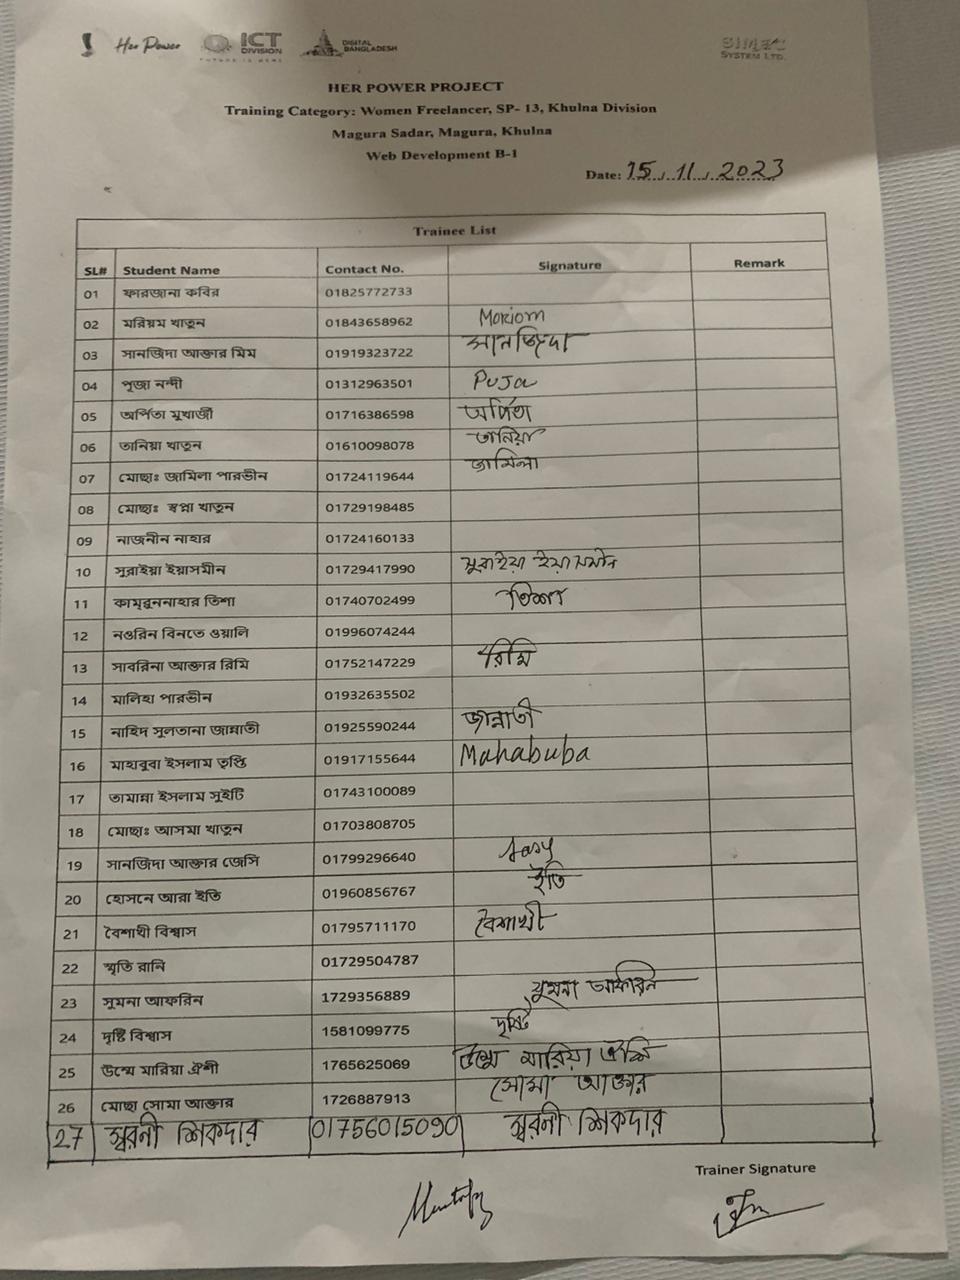 Her Power ICT DIVISION FUTURE IS HERE DIGITAL BANGLADESH SIMEC SYSTEM LTD.
HER POWER PROJECT
Training Category: Women Freelancer, SP- 13, Khulna Division
Magura Sadar, Magura, Khulna
Web Development B-1
Date: 15.11.2023
Trainee List
SL# Student Name Contact No. Signature Remark
01 ফারজানা কবির 01825772733
02 মরিয়ম খাতুন 01843658962 Moriom
03 সানজিদা আক্তার মিম 01919323722 সানজিদা
04 পূজা নন্দী 01312963501 Puja
05 অর্পিতা মুখার্জী 01716386598 অর্পিতা
06 তানিয়া খাতুন 01610098078 তানিয়া
07 মোছাঃ জামিলা পারভীন 01724119644 জামিলা
08 মোছাঃ স্বপ্না খাতুন 01729198485
09 নাজনীন নাহার 01724160133
10 সুরাইয়া ইয়াসমীন 01729417990 সুরাইয়া ইয়াসমীন
11 কামরুননাহার তিশা 01740702499 তিশা
12 নওরিন বিনতে ওয়ালি 01996074244
13 সাবরিনা আক্তার রিমি 01752147229 রিমি
14 মালিহা পারভীন 01932635502
15 নাহিদ সুলতানা জান্নাতী 01925590244 জান্নাতী
16 মাহাবুবা ইসলাম তৃপ্তি 01917155644 Mahabuba
17 তামান্না ইসলাম সুইটি 01743100089
18 মোছাঃ আসমা খাতুন 01703808705
19 সানজিদা আক্তার জেসি 01799296640
20 হোসনে আরা ইতি 01960856767 ইতি
21 বৈশাখী বিশ্বাস 01795711170 বৈশাখী
22 স্মৃতি রানি 01729504787
23 সুমনা আফরিন 1729356889 সুমনা আফরিন
24 দৃষ্টি বিশ্বাস 1581099775 দৃষ্টি
25 উম্মে মারিয়া ঐশী 1765625069 উম্মে মারিয়া ঐশি
26 মোছা সোমা আক্তার 1726887913 সোমা আক্তার
27 স্বরনী শিকদার 01756015090 স্বরনী শিকদার
Trainer Signature